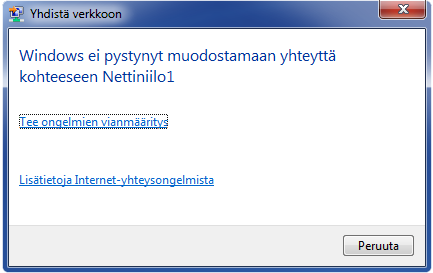 Yhdistä verkkoon
Windows ei pystynyt muodostamaan yhteyttä
kohteeseen Nettiniilo1
Tee ongelmien vianmääritys
Lisätietoja Internet-yhteysongelmista
Peruuta